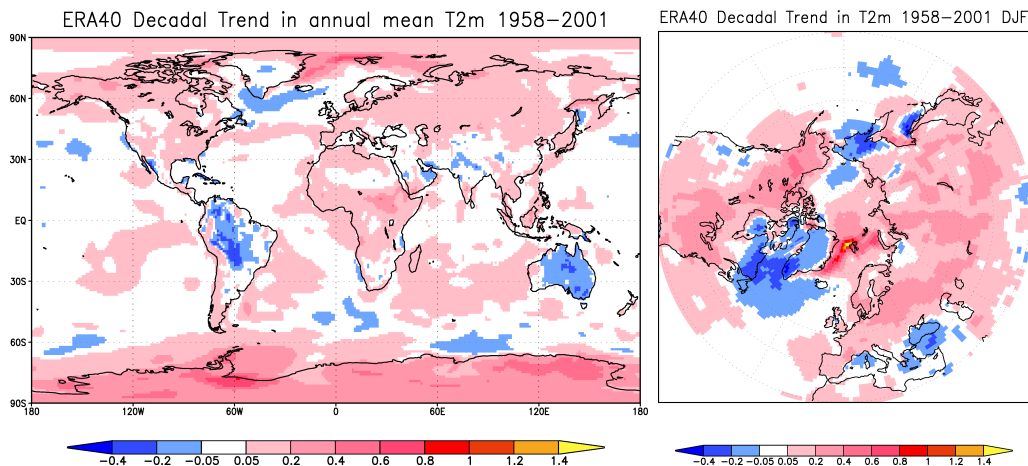 ERA40 Decadal Trend in annual mean T2m 1958-2001
90N
60N
30N
EQ
30S
60S
90S
180 120W 60W 0 60E 120E 180
-0.4 -0.2 -0.05 0.05 0.2 0.4 0.6 0.8 1 1.2 1.4
ERA40 Decadal Trend in T2m 1958-2001 DJF
-0.4 -0.2 -0.05 0.05 0.2 0.4 0.6 0.8 1 1.2 1.4